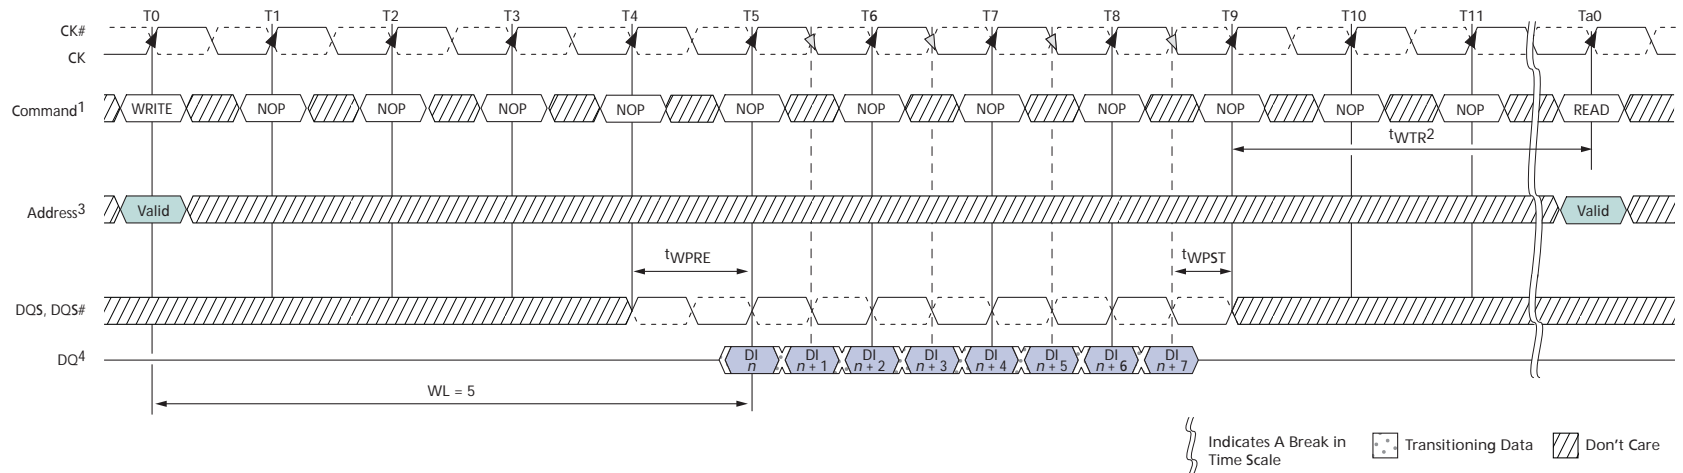 T0 T1 T2 T3 T4 T5 T6 T7 T8 T9 T10 T11 Ta0
CK#
CK
Command1 WRITE NOP NOP NOP NOP NOP NOP NOP NOP NOP NOP NOP READ
tWTR2
Address3 Valid Valid
tWPRE tWPST
DQS, DQS#
DQ4 DI n DI n + 1 DI n + 2 DI n + 3 DI n + 4 DI n + 5 DI n + 6 DI n + 7
WL = 5
Indicates A Break in
Time Scale
Transitioning Data
Don't Care